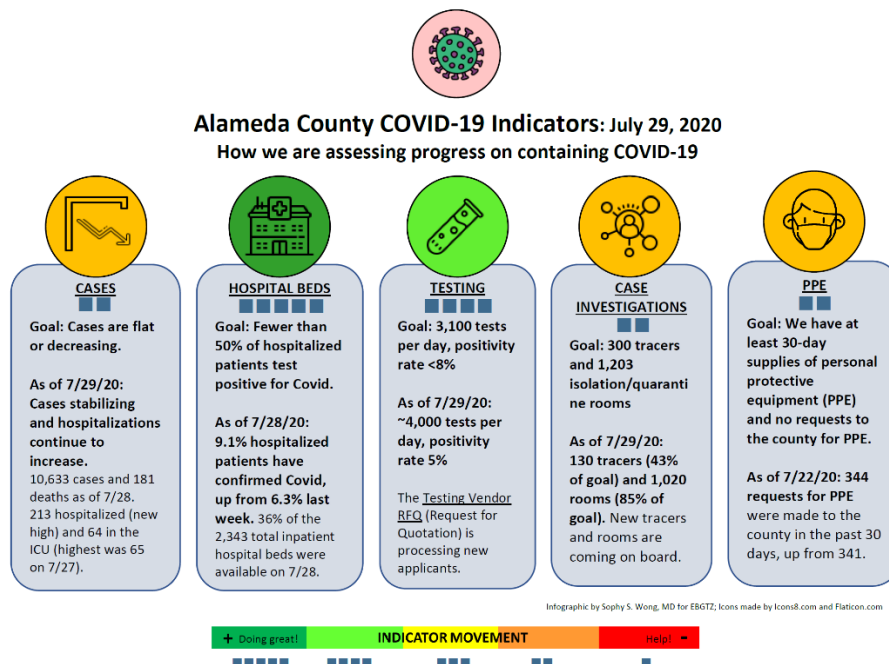 Alameda County COVID-19 Indicators: July 29, 2020
How we are assessing progress on containing COVID-19
CASES
Goal: Cases are flat
or decreasing.
As of 7/29/20:
Cases stabilizing
and hospitalizations
continue to
increase.
10,633 cases and 181
deaths as of 7/28.
213 hospitalized (new
high) and 64 in the
ICU (highest was 65
on 7/27).
HOSPITAL BEDS
Goal: Fewer than
50% of hospitalized
patients test
positive for Covid.
As of 7/28/20:
9.1% hospitalized
patients have
confirmed Covid,
up from 6.3% last
week. 36% of the
2,343 total inpatient
hospital beds were
available on 7/28.
TESTING
Goal: 3,100 tests
per day, positivity
rate <8%
As of 7/29/20:
~4,000 tests per
day, positivity
rate 5%
The Testing Vendor
RFQ (Request for
Quotation) is
processing new
applicants.
CASE
INVESTIGATIONS
Goal: 300 tracers
and 1,203
isolation/quaranti
ne rooms
As of 7/29/20:
130 tracers (43%
of goal) and 1,020
rooms (85% of
goal). New tracers
and rooms are
coming on board.
PPE
Goal: We have at
least 30-day
supplies of personal
protective
equipment (PPE)
and no requests to
the county for PPE.
As of 7/22/20: 344
requests for PPE
were made to the
county in the past 30
days, up from 341.
Infographic by Sophy S. Wong, MD for EBGTZ; Icons made by Icons8.com and Flaticon.com
+ Doing great! INDICATOR MOVEMENT Help! -